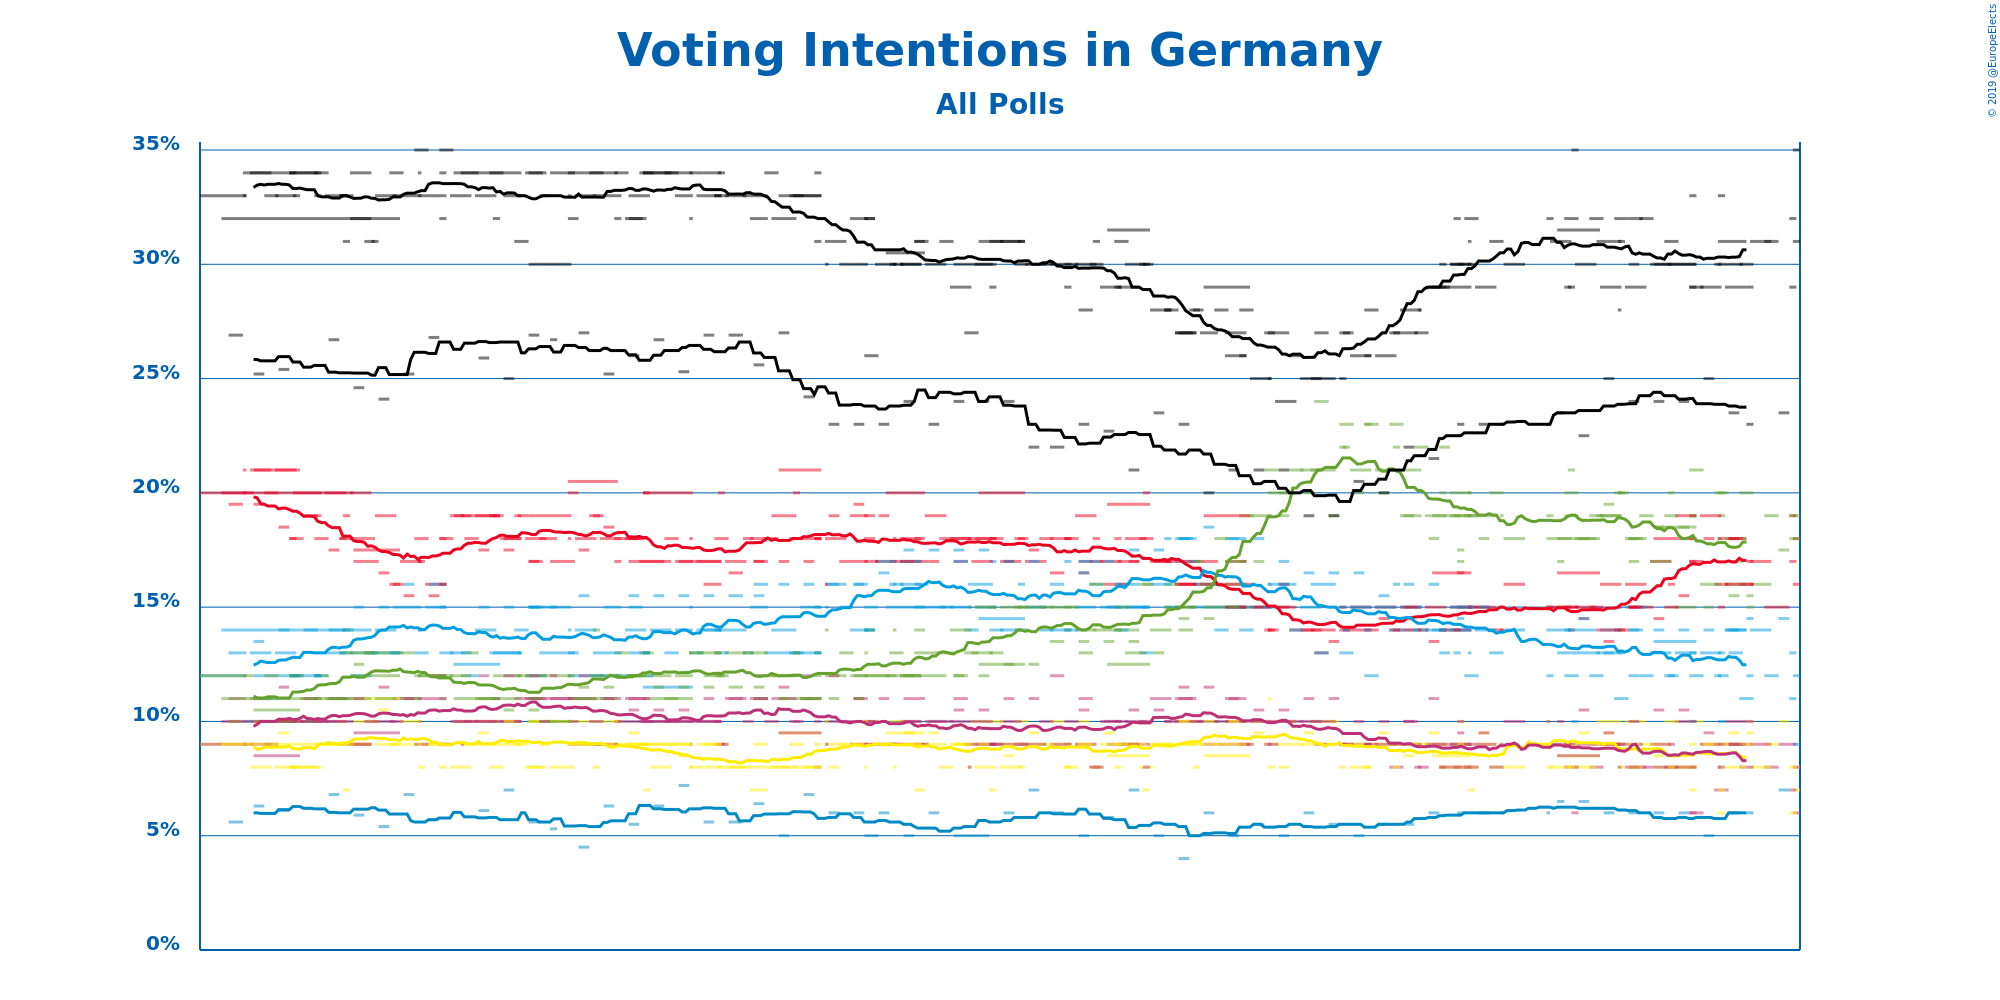 Voting Intentions in Germany
All Polls
© 2019 @EuropeElects
35%
30%
25%
20%
15%
10%
5%
0%